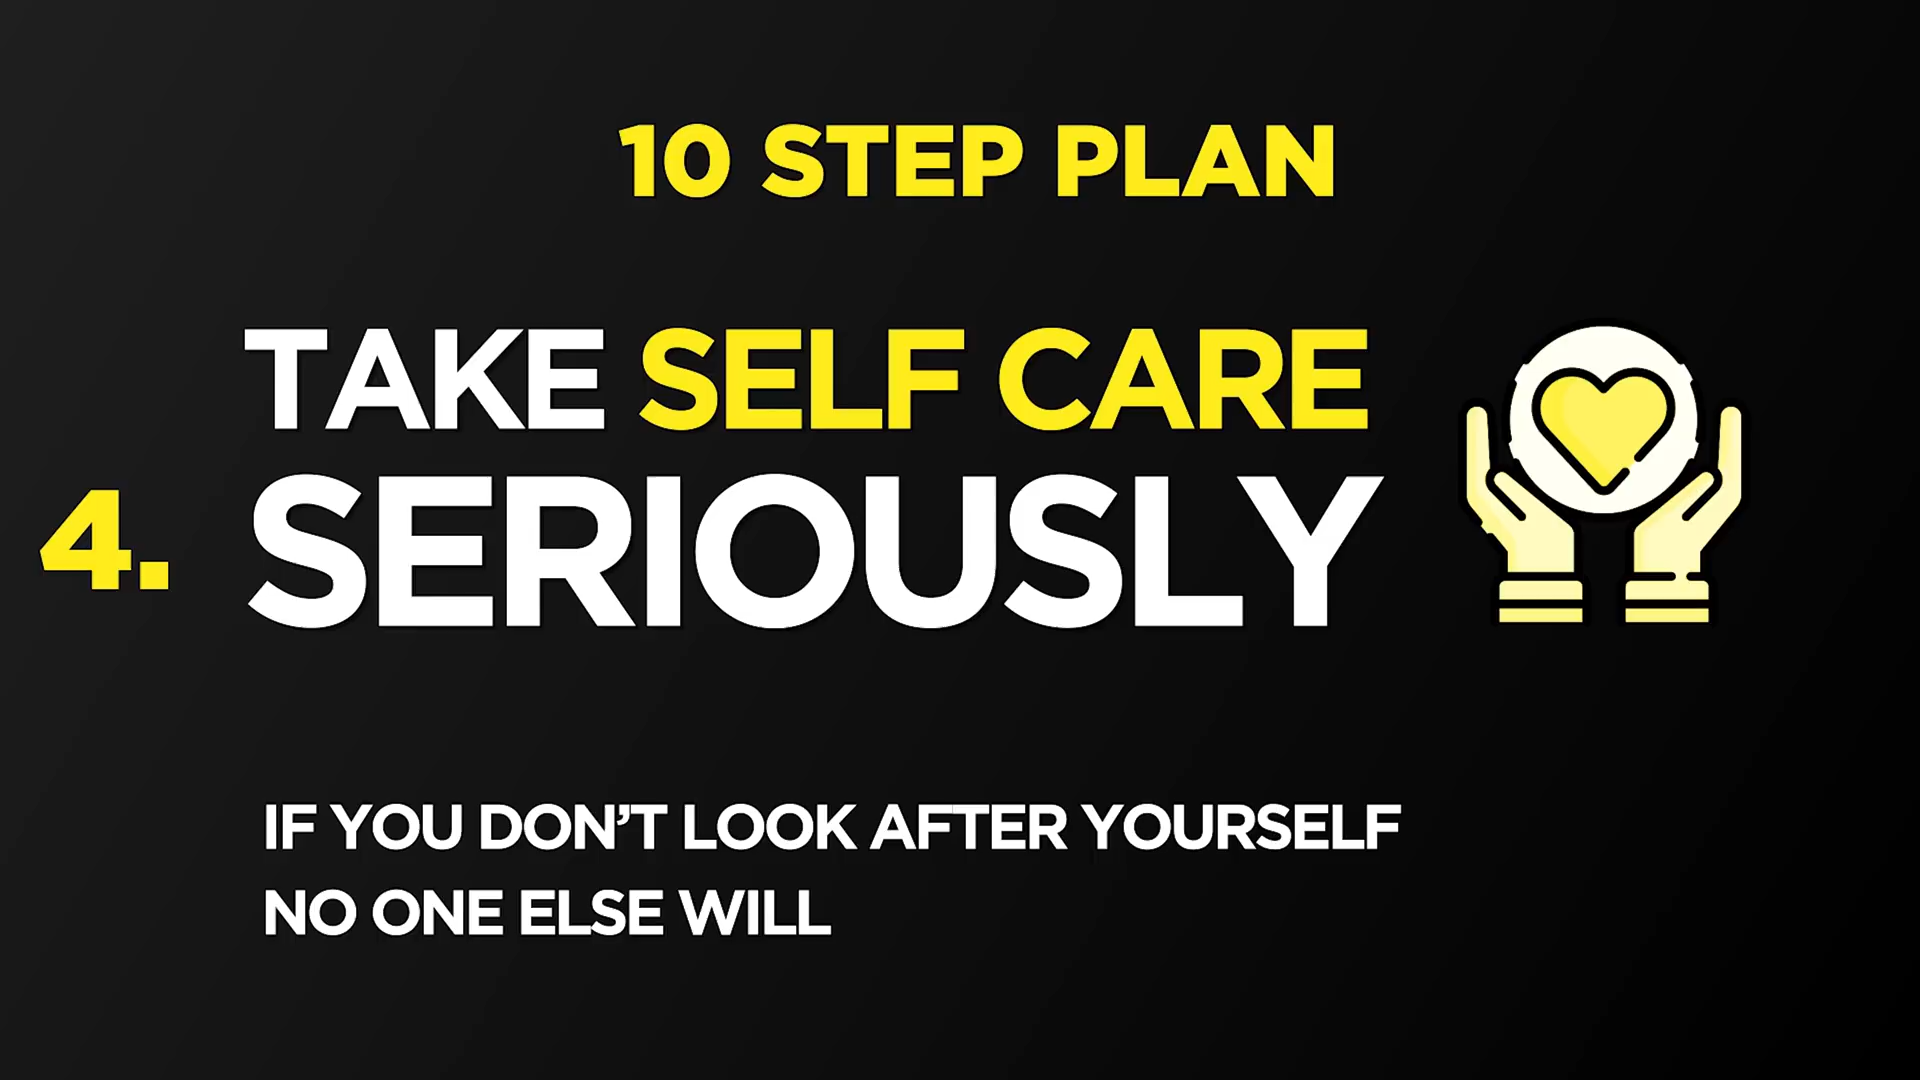 10 STEP PLAN
4.
TAKE SELF CARE
SERIOUSLY
IF YOU DON’T LOOK AFTER YOURSELF
NO ONE ELSE WILL